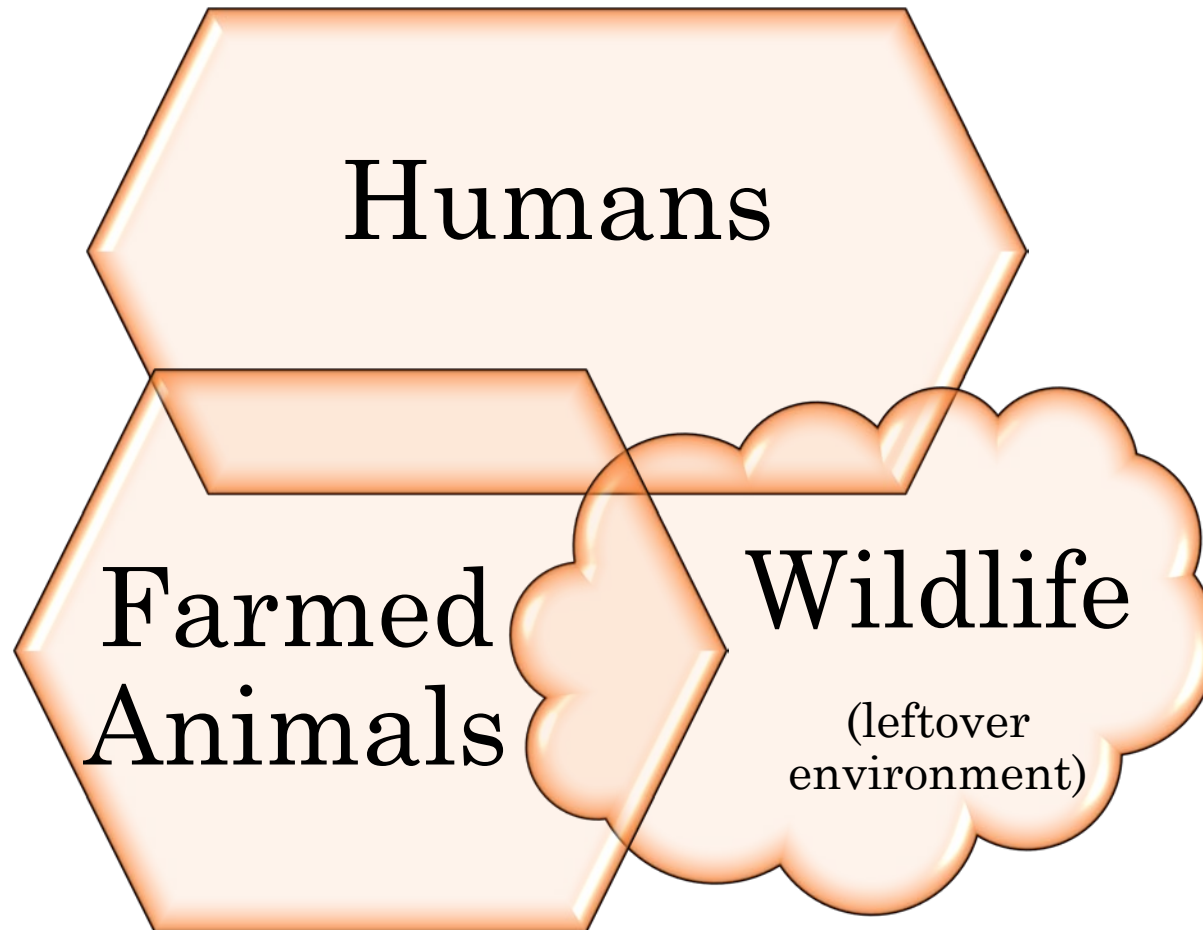 Humans
Farmed
Animals
Wildlife
(leftover
environment)